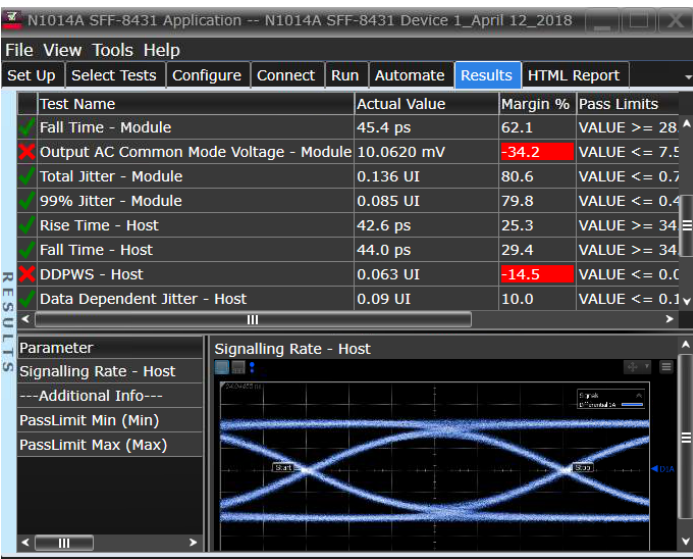 N1014A SFF-8431 Application -- N1014A SFF-8431 Device 1_April 12_2018
File View Tools Help
Set Up Select Tests Configure Connect Run Automate Results HTML Report
Test Name Actual Value Margin % Pass Limits
Fall Time - Module 45.4 ps 62.1 VALUE >= 28
Output AC Common Mode Voltage - Module 10.0620 mV -34.2 VALUE <= 7.5
Total Jitter - Module 0.136 UI 80.6 VALUE <= 0.7
99% Jitter - Module 0.085 UI 79.8 VALUE <= 0.4
Rise Time - Host 42.6 ps 25.3 VALUE >= 34
Fall Time - Host 44.0 ps 29.4 VALUE >= 34
DDPWS - Host 0.063 UI -14.5 VALUE <= 0.0
Data Dependent Jitter - Host 0.09 UI 10.0 VALUE <= 0.1
RESULTS
Parameter
Signalling Rate - Host
---Additional Info---
PassLimit Min (Min)
PassLimit Max (Max)
Signalling Rate - Host
Signals
Differential 1A
Start
Stop
D1A